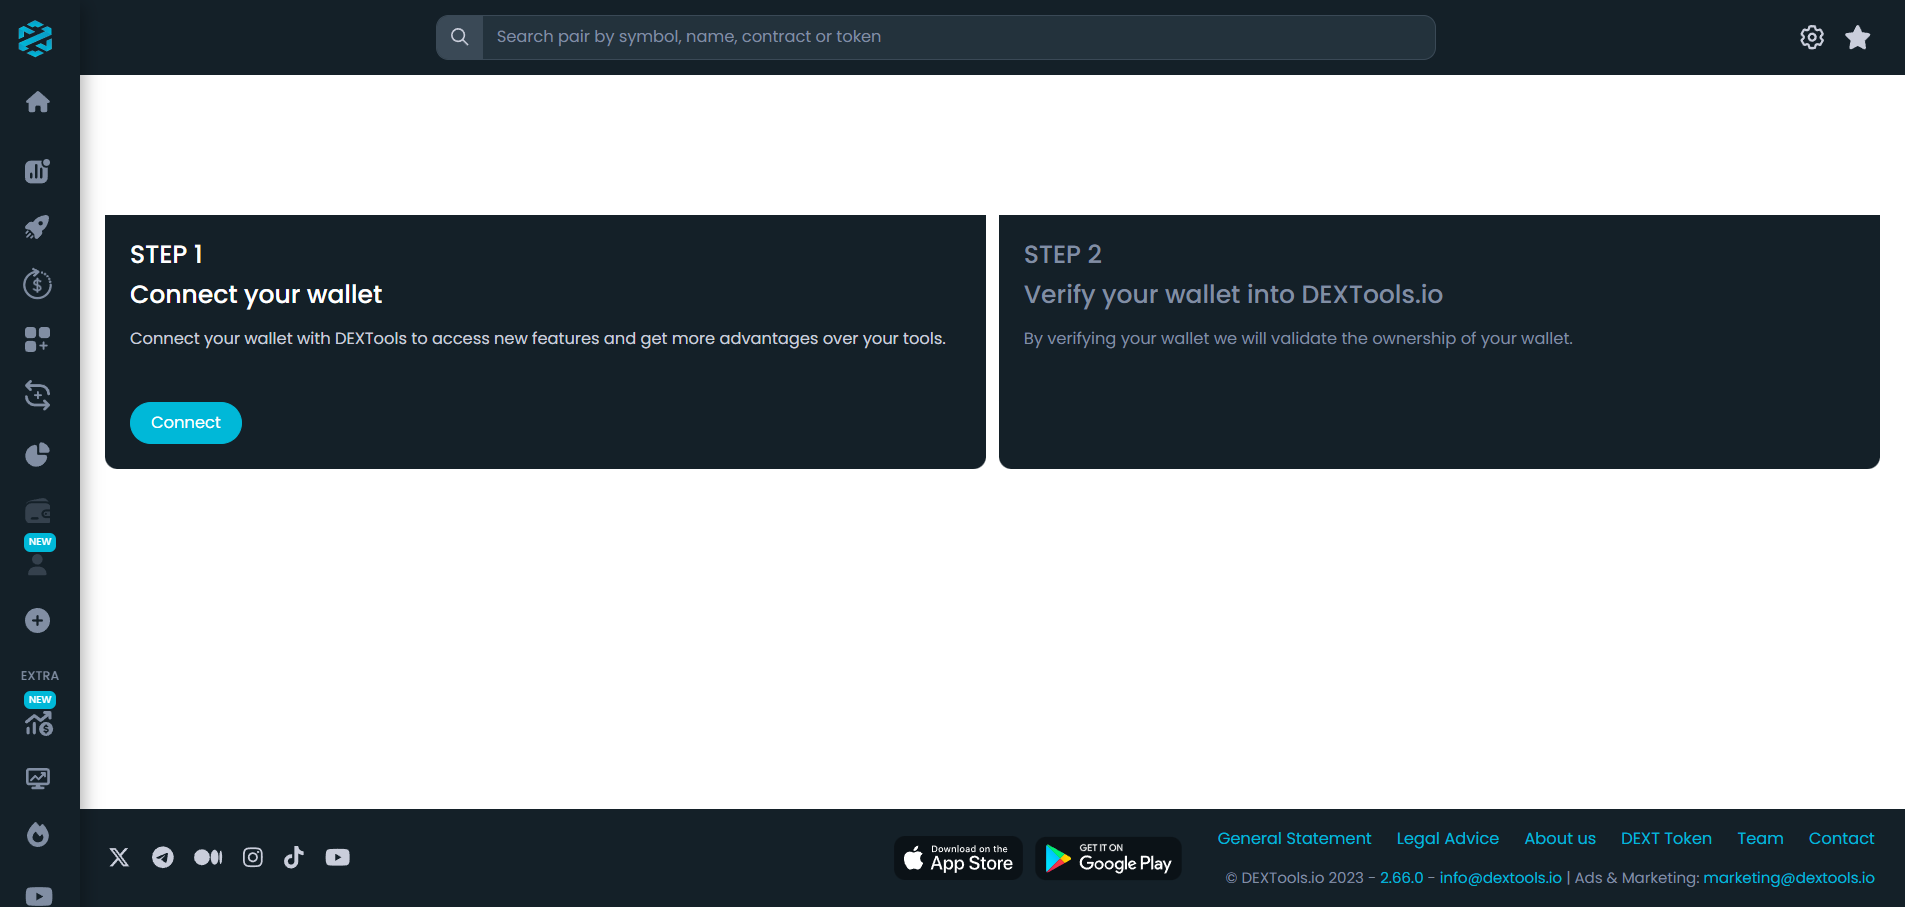 Search pair by symbol, name, contract or token
STEP 1
Connect your wallet
Connect your wallet with DEXTools to access new features and get more advantages over your tools.
Connect
STEP 2
Verify your wallet into DEXTools.io
By verifying your wallet we will validate the ownership of your wallet.
NEW
EXTRA
NEW
Download on the
App Store
GET IT ON
Google Play
General Statement Legal Advice About us DEXT Token Team Contact
© DEXTools.io 2023 - 2.66.0 - info@dextools.io | Ads & Marketing: marketing@dextools.io